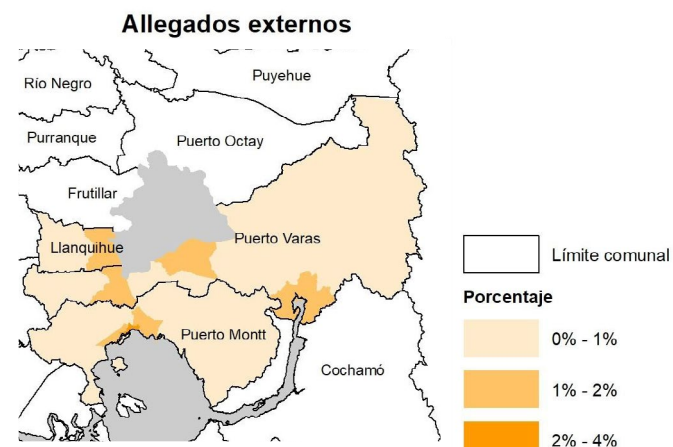 Allegados externos
Río Negro
Puyehue
Purranque
Puerto Octay
Frutillar
Llanquihue
Puerto Varas
Puerto Montt
Cochamó
Límite comunal
Porcentaje
0% - 1%
1% - 2%
2% - 4%